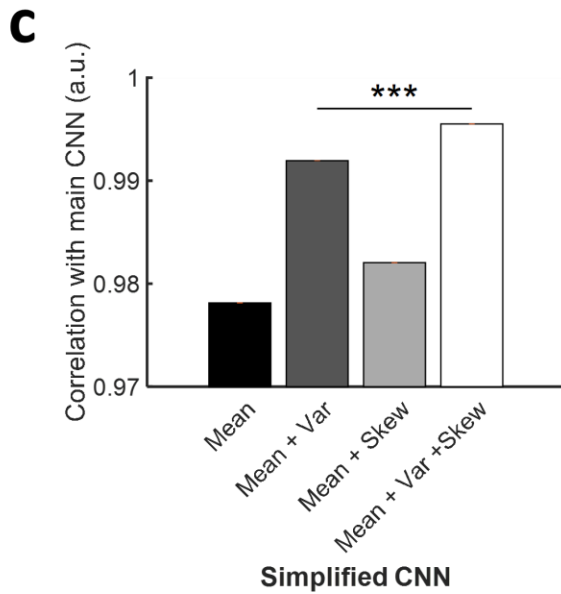 c
Correlation with main CNN (a.u.)
1
0.99
0.98
0.97
***
Mean
Mean + Var
Mean + Skew
Mean + Var +Skew
Simplified CNN